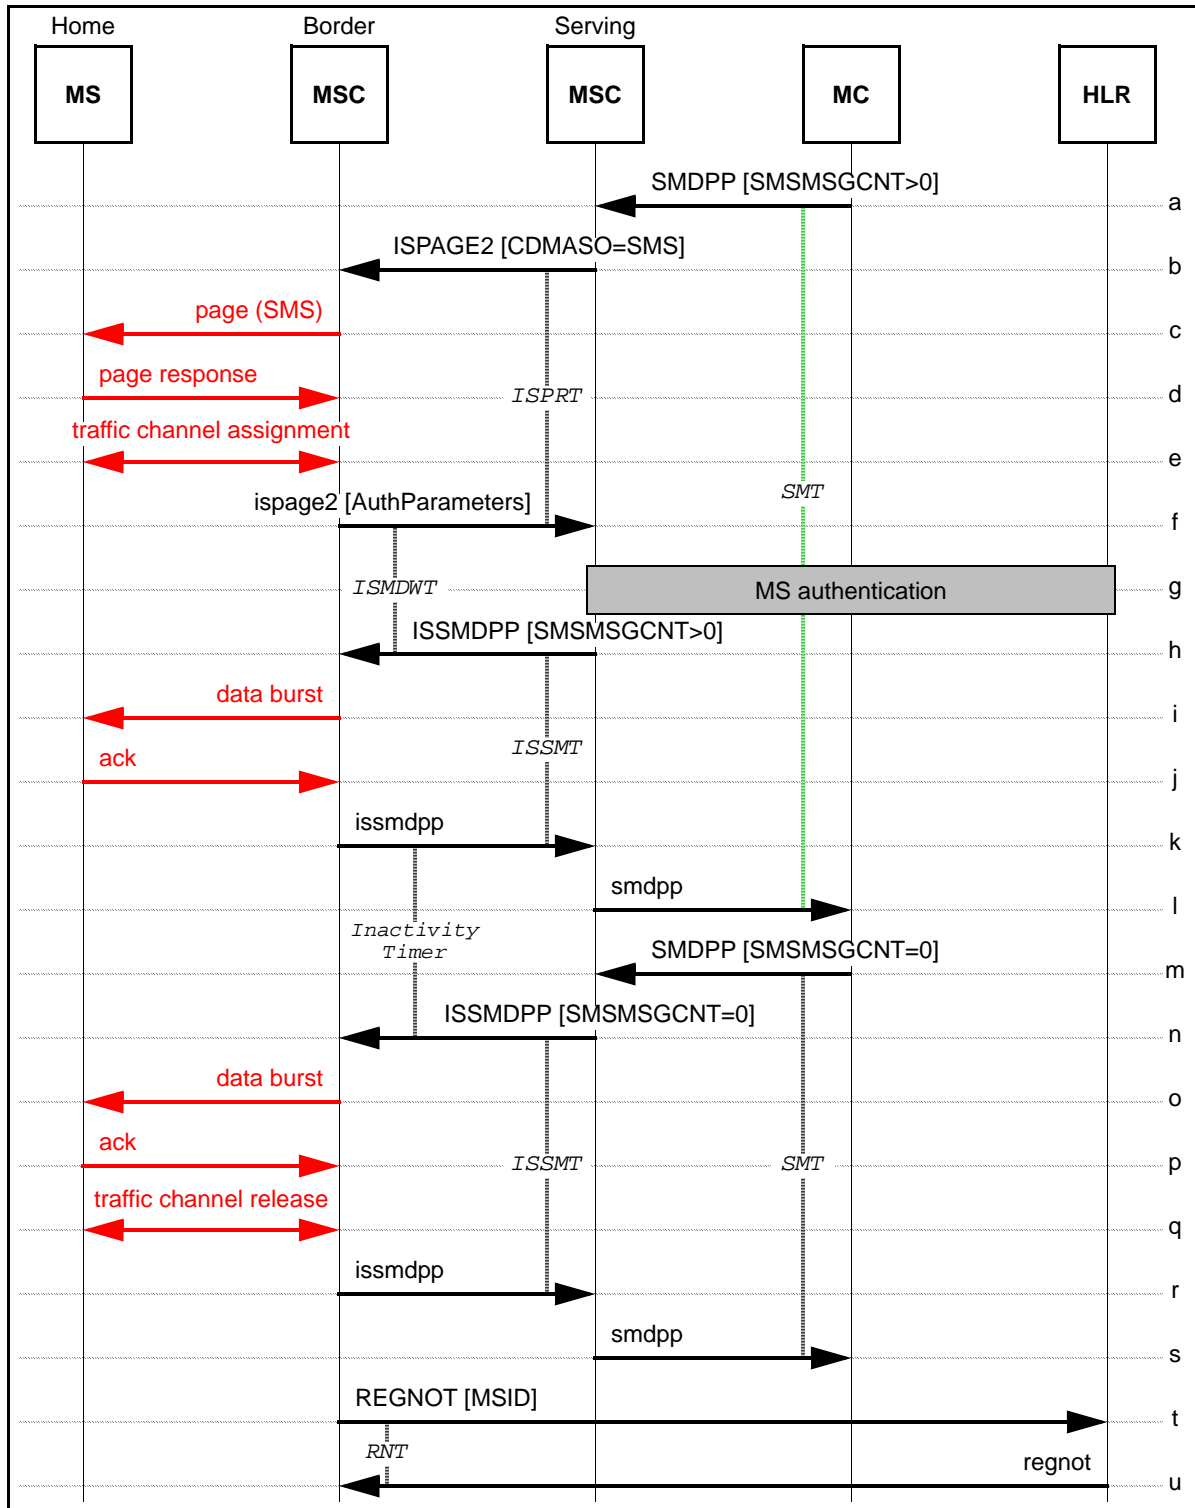 Home Border Serving
MS MSC MSC MC HLR
SMDPP [SMSMSGCNT>0]
a
ISPAGE2 [CDMASO=SMS]
b
page (SMS)
c
page response
ISPRT
d
traffic channel assignment
e
SMT
ispage2 [AuthParameters]
f
ISMDWT
MS authentication
g
ISSMDPP [SMSMSGCNT>0]
h
data burst
i
ISSMT
ack
j
issmdpp
k
smdpp
l
Inactivity
Timer
SMDPP [SMSMSGCNT=0]
m
ISSMDPP [SMSMSGCNT=0]
n
data burst
o
ack
ISSMT
SMT
p
traffic channel release
q
issmdpp
r
smdpp
s
REGNOT [MSID]
t
RNT
regnot
u